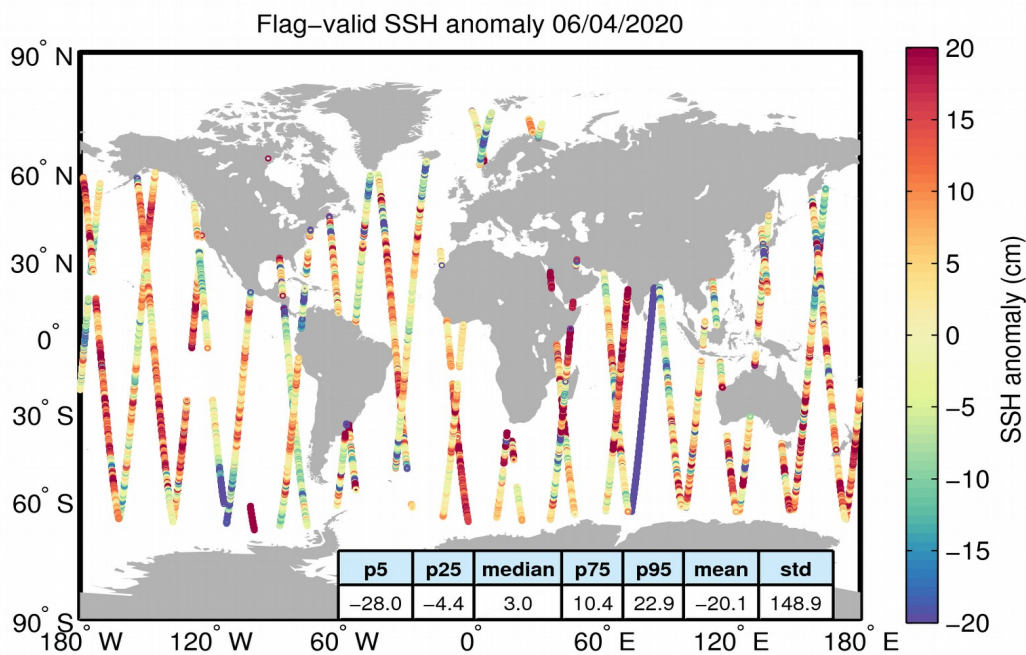 Flag−valid SSH anomaly 06/04/2020
90° N
60° N
30° N
0°
30° S
60° S
90° S
180° W
120° W
60° W
0°
60° E
120° E
180° E
p5 p25 median p75 p95 mean std
−28.0 −4.4 3.0 10.4 22.9 −20.1 148.9
20
15
10
5
0
−5
−10
−15
−20
SSH anomaly (cm)